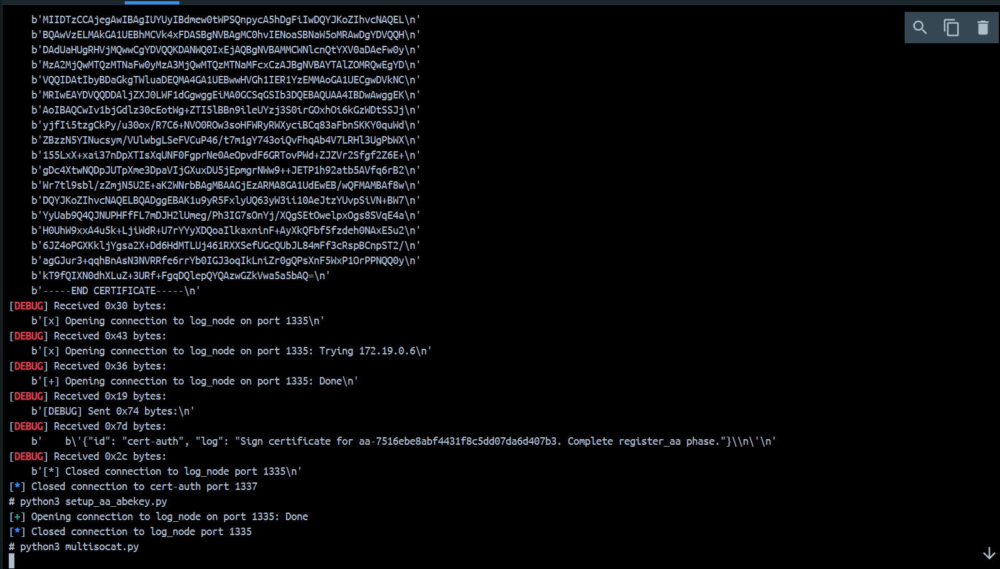 b'MIIDTzCCAjegAwIBAgIUYUyIBdmew0tWPSQnpycA5hDgFiIwDQYJKoZIhvcNAQEL\n'
b'BQAwVzELMAkGA1UEBhMCVk4xFDASBgNVBAgMC0hvIENoaSBNaW5oMRAwDgYDVQQH\n'
b'DAdUaHUgRHVjMQwwCgYDVQQKDANWQ0IxEjAQBgNVBAMMCWNlcnQtYXV0aDAeFw0y\n'
b'MzA2MjQwMTQzMTNaFw0yMzA3MjQwMTQzMTNaMFcxCzAJBgNVBAYTAlZOMRQwEgYD\n'
b'VQQIDAtIbyBDaGkgTWluaDEQMA4GA1UEBwwHVGh1IER1YzEMMAoGA1UECgwDVkNC\n'
b'MRIwEAYDVQQDDAljZXJ0LWF1dGgwggEiMA0GCSqGSIb3DQEBAQUAA4IBDwAwggEK\n'
b'AoIBAQCwIv1bjGdlz30cEotWg+ZTI5lBBn9ileUYzj3S0irGOxhOi6kGzWDtSSJj\n'
b'yjfIi5tzgCkPy/u30ox/R7C6+NVO0ROw3soHFWRyRWXyciBCq83aFbnSKKY0quWd\n'
b'ZBzzN5YINucsym/VUlwbgLSeFVCuP46/t7m1gY743oiQvFhqAb4V7LRHl3UgPbWX\n'
b'155LxX+xai37nDpXTIsXqUNF0FgprNe0AeOpvdF6GRTovPWd+ZJZVr2Sfgf2Z6E+\n'
b'gDc4XtwNQDpJUTpXme3DpaVIjGXuxDU5jEpmgrNWw9++JETP1h92atb5AVfq6rB2\n'
b'Wr7tl9sbl/zZmjN5U2E+aK2WNrbBAgMBAAGjEzARMA8GA1UdEwEB/wQFMAMBAf8w\n'
b'DQYJKoZIhvcNAQELBQADggEBAK1u9yR5FxlyUQ63yW3ii10AeJtzYUvpSiVN+BW7\n'
b'YyUab9Q4QJNUPHFfFL7mDJH2lUmeg/Ph3IG7sOnYj/XQgSEtOwelpxOgs8SVqE4a\n'
b'H0UhW9xxA4u5k+LjiWdR+U7rYYyXDQoaIlkaxninF+AyXkQFbf5fzdeh0NAxE5u2\n'
b'6JZ4oPGXKkljYgsa2X+Dd6HdMTLUj461RXXSefUGcQUbJL84mFf3cRspBCnpST2/\n'
b'agGJur3+qqhBnAsN3NVRRfe6rrYb0IGJ3oqIkLniZr0gQPsXnF5WxP1OrPPNQQ0y\n'
b'kT9fQIXN0dhXLuZ+3URf+FgqDQlepQYQAzwGZkVwa5a5bAQ=\n'
b'-----END CERTIFICATE-----\n'
[DEBUG] Received 0x30 bytes:
b'[x] Opening connection to log_node on port 1335\n'
[DEBUG] Received 0x43 bytes:
b'[x] Opening connection to log_node on port 1335: Trying 172.19.0.6\n'
[DEBUG] Received 0x36 bytes:
b'[+] Opening connection to log_node on port 1335: Done\n'
[DEBUG] Received 0x19 bytes:
b'[DEBUG] Sent 0x74 bytes:\n'
[DEBUG] Received 0x7d bytes:
b'    b\'{"id": "cert-auth", "log": "Sign certificate for aa-7516ebe8abf4431f8c5dd07da6d407b3. Complete register_aa phase."}\\n\'\n'
[DEBUG] Received 0x2c bytes:
b'[*] Closed connection to log_node port 1335\n'
[*] Closed connection to cert-auth port 1337
# python3 setup_aa_abekey.py
[+] Opening connection to log_node on port 1335: Done
[*] Closed connection to log_node port 1335
# python3 multisocat.py